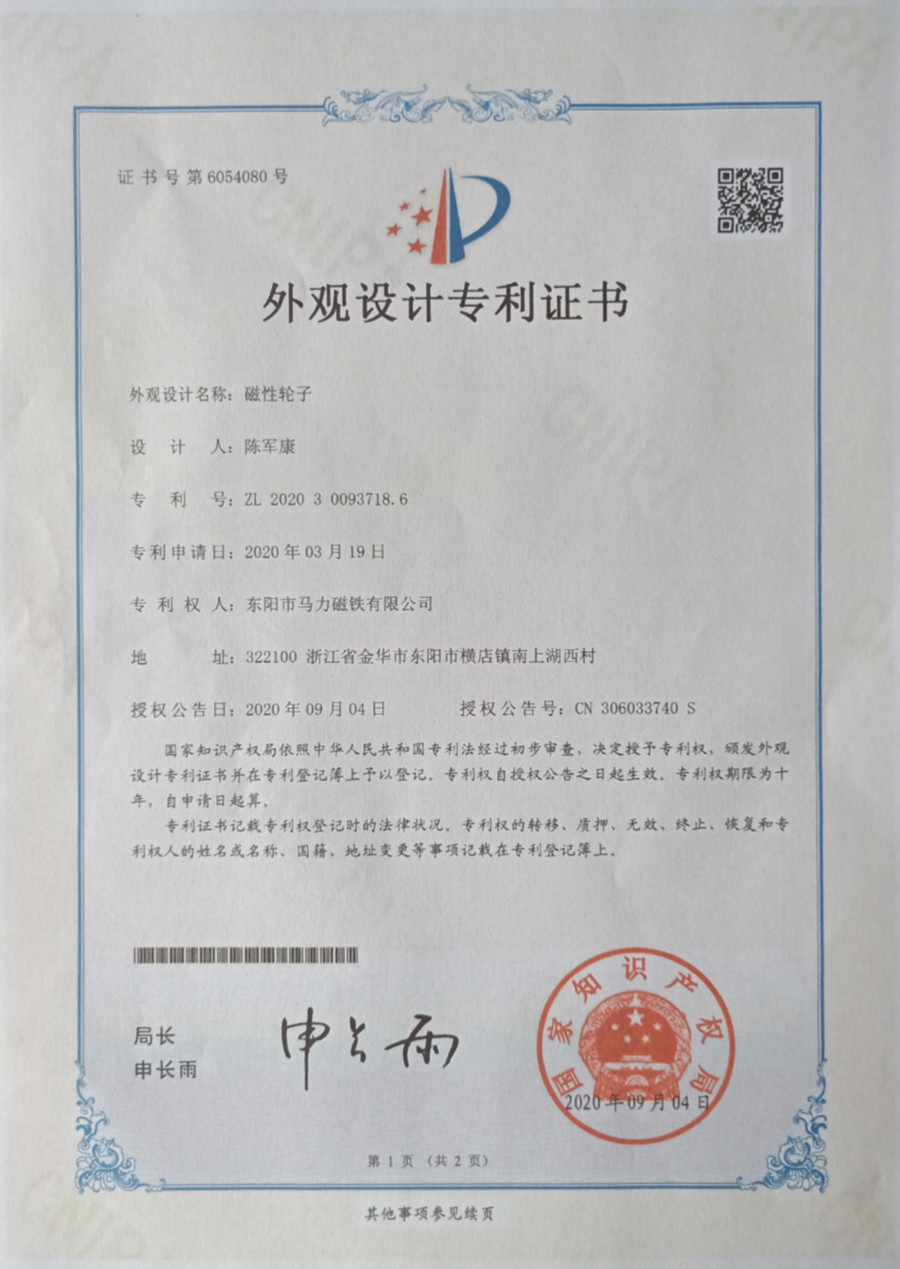 证书号第6054080号
外观设计专利证书
外观设计名称：磁性轮子
设计人：陈军康
专利号：ZL 2020 3 0093718.6
专利申请日：2020年03月19日
专利权人：东阳市马力磁铁有限公司
地址：322100 浙江省金华市东阳市横店镇南上湖西村
授权公告日：2020年09月04日 授权公告号：CN 306033740 S
国家知识产权局依照中华人民共和国专利法经过初步审查，决定授予专利权，颁发外观
设计专利证书并在专利登记簿上予以登记。专利权自授权公告之日起生效。专利权期限为十
年，自申请日起算。
专利证书记载专利权登记时的法律状况。专利权的转移、质押、无效、终止、恢复和专
利权人的姓名或名称、国籍、地址变更等事项记载在专利登记簿上。
局长
申长雨
申长雨
国家知识产权局
2020年09月04日
第 1 页 （共 2 页）
其他事项参见续页
CNIPA
CNIPA
CNIPA
CNIPA